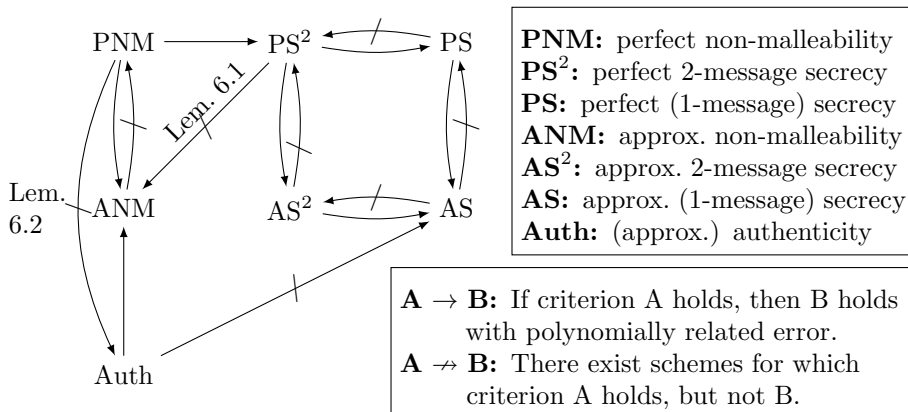 PNM
PS²
PS
Lem. 6.1
Lem.
6.2
ANM
AS²
AS
Auth
PNM: perfect non-malleability
PS²: perfect 2-message secrecy
PS: perfect (1-message) secrecy
ANM: approx. non-malleability
AS²: approx. 2-message secrecy
AS: approx. (1-message) secrecy
Auth: (approx.) authenticity
A → B: If criterion A holds, then B holds
with polynomially related error.
A ↛ B: There exist schemes for which
criterion A holds, but not B.